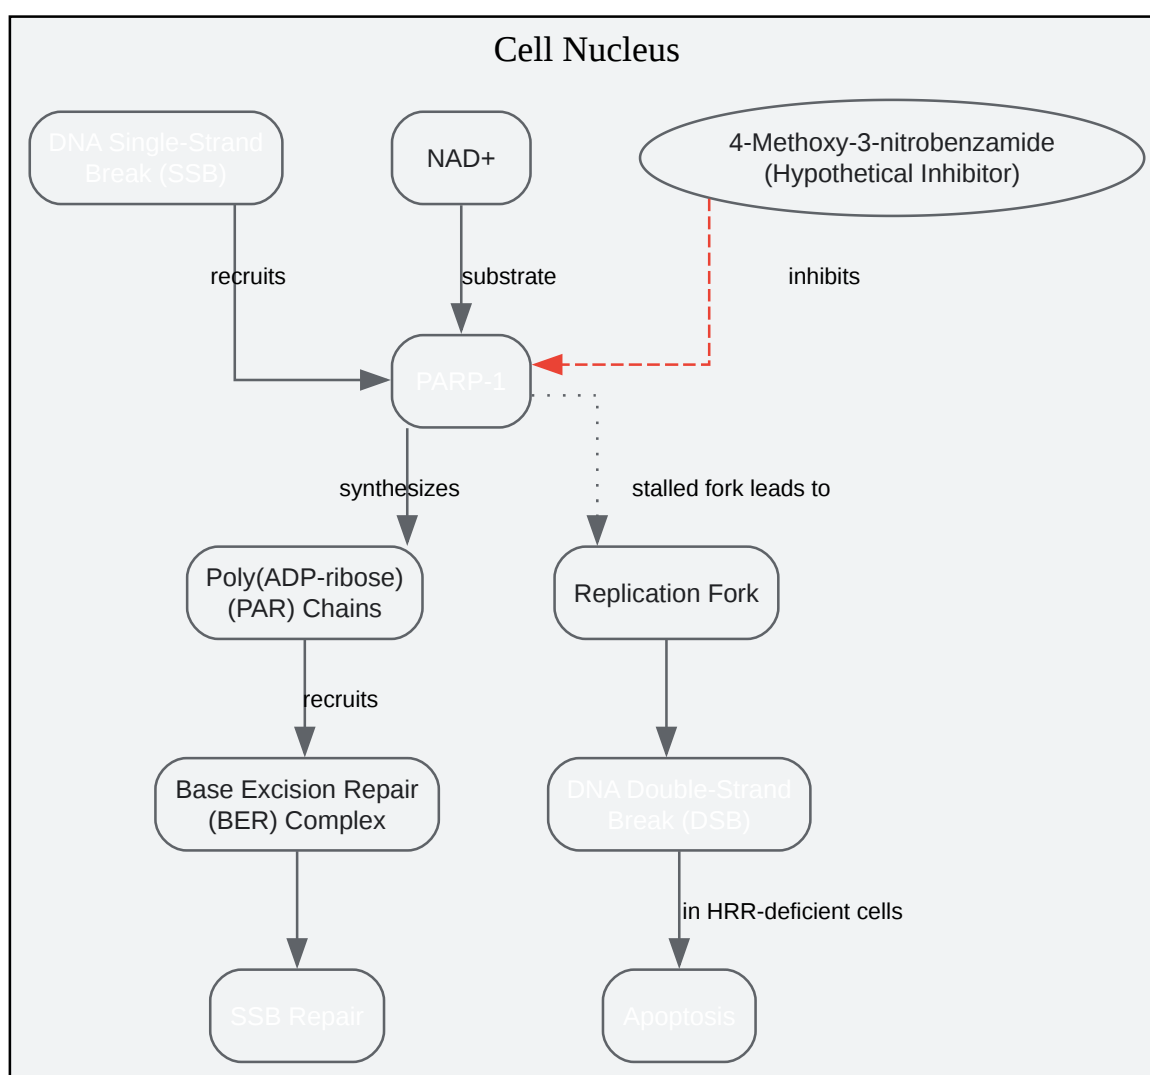 Cell Nucleus
DNA Single-Strand
Break (SSB)
NAD+
4-Methoxy-3-nitrobenzamide
(Hypothetical Inhibitor)
recruits
substrate
inhibits
PARP-1
synthesizes
stalled fork leads to
Poly(ADP-ribose)
(PAR) Chains
Replication Fork
recruits
Base Excision Repair
(BER) Complex
DNA Double-Strand
Break (DSB)
in HRR-deficient cells
SSB Repair
Apoptosis